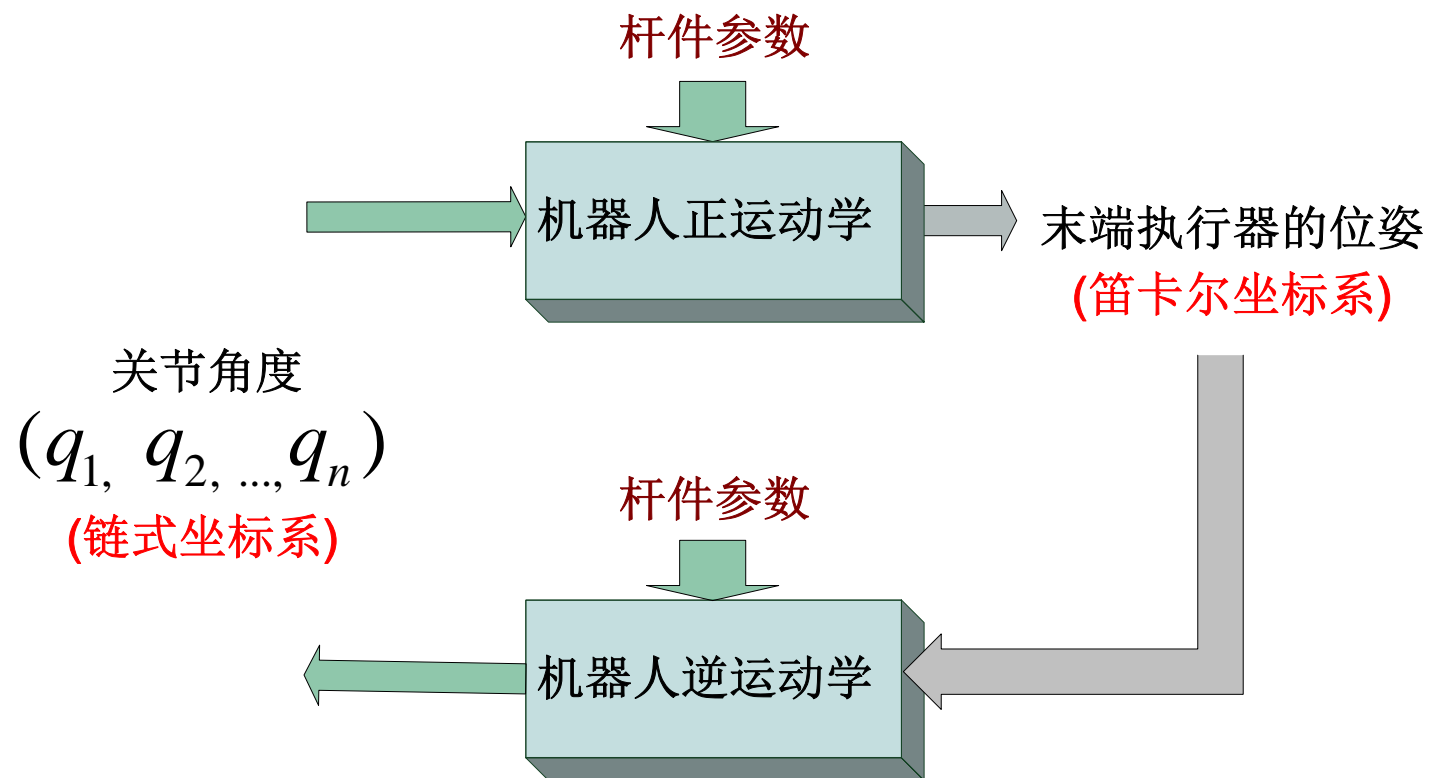 杆件参数
机器人正运动学
末端执行器的位姿
(笛卡尔坐标系)
关节角度
(q₁, q₂, ..., qₙ)
(链式坐标系)
杆件参数
机器人逆运动学